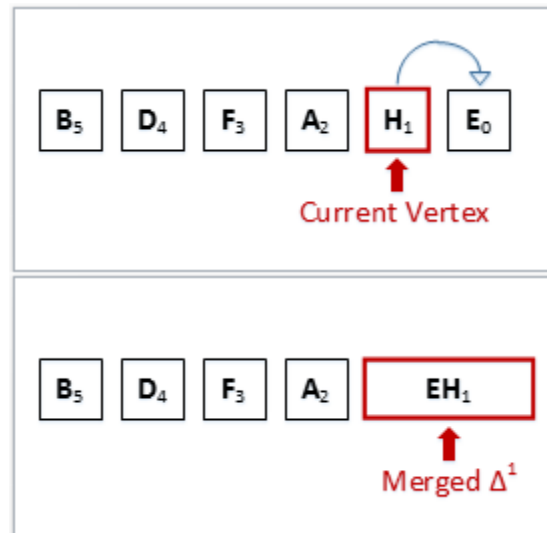 B₅ D₄ F₃ A₂ H₁ E₀
Current Vertex
B₅ D₄ F₃ A₂ EH₁
Merged Δ¹